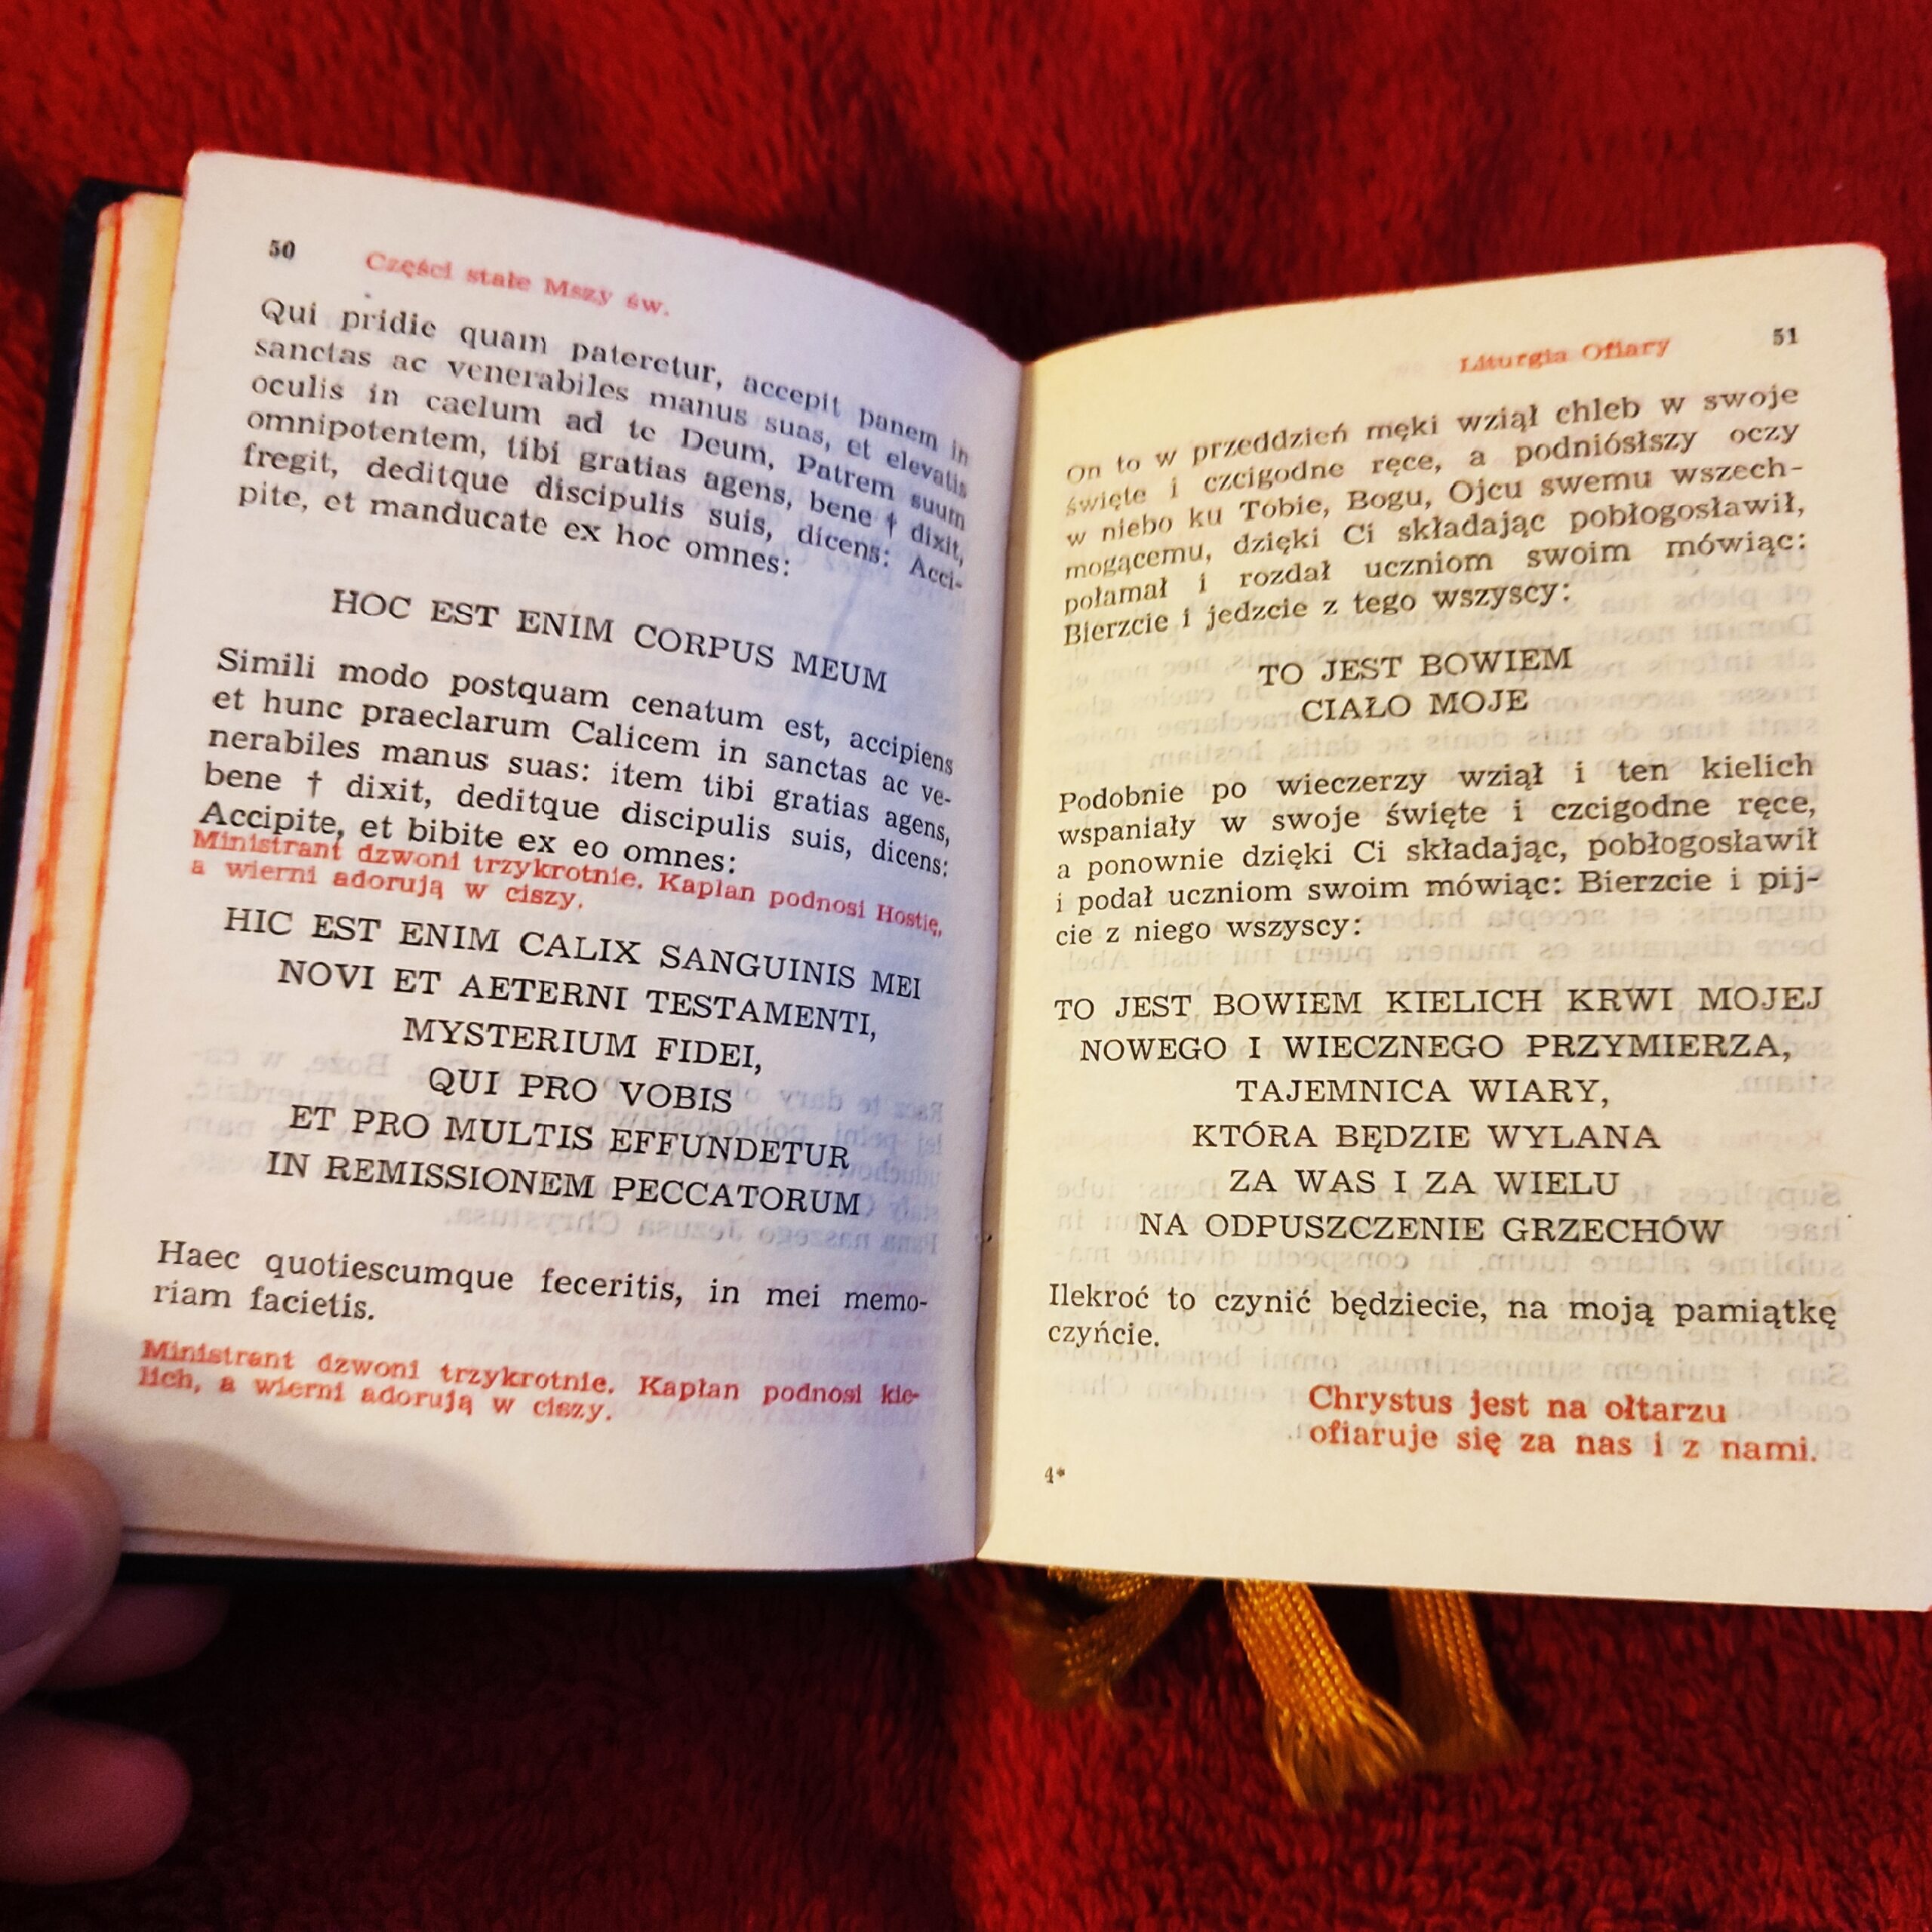 50
Części stałe Mszy św.
Qui pridie quam pateretur, accepit panem in
sanctas ac venerabiles manus suas, et elevatis
oculis in caelum ad te Deum, Patrem suum
omnipotentem, tibi gratias agens, bene † dixit,
fregit, deditque discipulis suis, dicens: Acci-
pite, et manducate ex hoc omnes:
HOC EST ENIM CORPUS MEUM
Simili modo postquam cenatum est, accipiens
et hunc praeclarum Calicem in sanctas ac ve-
nerabiles manus suas: item tibi gratias agens,
bene † dixit, deditque discipulis suis, dicens:
Accipite, et bibite ex eo omnes:
Ministrant dzwoni trzykrotnie. Kapłan podnosi Hostię,
a wierni adorują w ciszy.
HIC EST ENIM CALIX SANGUINIS MEI
NOVI ET AETERNI TESTAMENTI,
MYSTERIUM FIDEI,
QUI PRO VOBIS
ET PRO MULTIS EFFUNDETUR
IN REMISSIONEM PECCATORUM
Haec quotiescumque feceritis, in mei memo-
riam facietis.
Ministrant dzwoni trzykrotnie. Kapłan podnosi kie-
lich, a wierni adorują w ciszy.
Liturgia Ofiary
51
On to w przeddzień męki wziął chleb w swoje
święte i czcigodne ręce, a podniósłszy oczy
w niebo ku Tobie, Bogu, Ojcu swemu wszech-
mogącemu, dzięki Ci składając pobłogosławił,
połamał i rozdał uczniom swoim mówiąc:
Bierzcie i jedzcie z tego wszyscy:
TO JEST BOWIEM
CIAŁO MOJE
Podobnie po wieczerzy wziął i ten kielich
wspaniały w swoje święte i czcigodne ręce,
a ponownie dzięki Ci składając, pobłogosławił
i podał uczniom swoim mówiąc: Bierzcie i pij-
cie z niego wszyscy:
TO JEST BOWIEM KIELICH KRWI MOJEJ
NOWEGO I WIECZNEGO PRZYMIERZA,
TAJEMNICA WIARY,
KTÓRA BĘDZIE WYLANA
ZA WAS I ZA WIELU
NA ODPUSZCZENIE GRZECHÓW
Ilekroć to czynić będziecie, na moją pamiątkę
czyńcie.
Chrystus jest na ołtarzu
ofiaruje się za nas i z nami.
4*